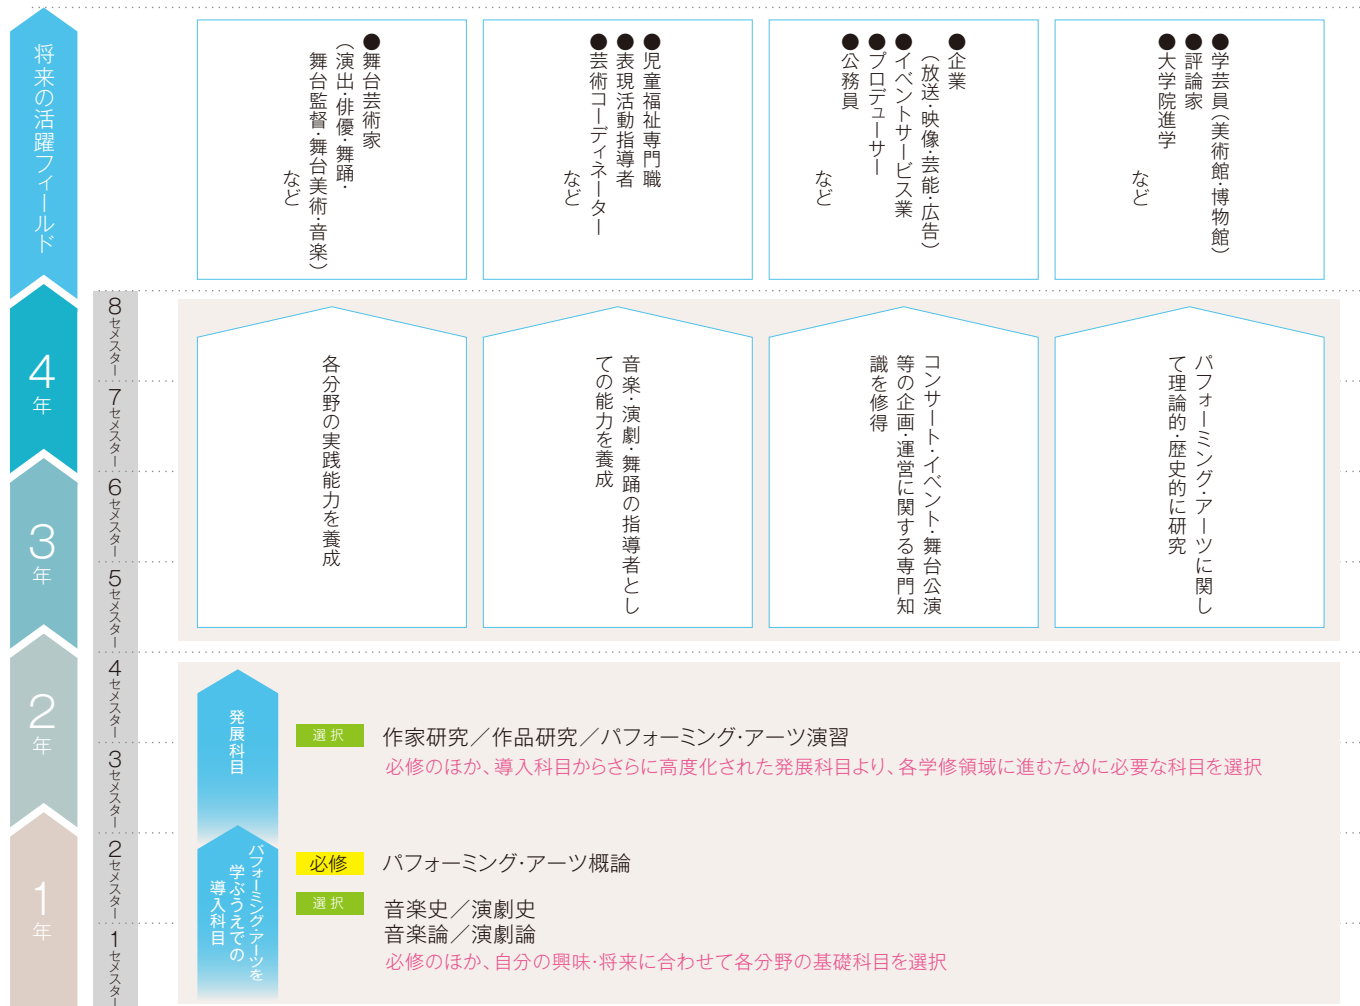 将来の活躍フィールド
●舞台芸術家
（演出・俳優・舞踊・
舞台監督・舞台美術・音楽）
など
●児童福祉専門職
●表現活動指導者
●芸術コーディネーター
など
●企業
（放送・映像・芸能・広告）
●イベントサービス業
●プロデューサー
●公務員
など
●学芸員（美術館・博物館）
●評論家
●大学院進学
など
4年
3年
2年
1年
8セメスター
7セメスター
6セメスター
5セメスター
4セメスター
3セメスター
2セメスター
1セメスター
各分野の実践能力を養成
音楽・演劇・舞踊の指導者とし
ての能力を養成
コンサート・イベント・舞台公演
等の企画・運営に関する専門知
識を修得
パフォーミング・アーツに関し
て理論的・歴史的に研究
発展科目
選択 作家研究／作品研究／パフォーミング・アーツ演習
必修のほか、導入科目からさらに高度化された発展科目より、各学修領域に進むために必要な科目を選択
パフォーミング・アーツを
学ぶうえでの
導入科目
必修 パフォーミング・アーツ概論
選択 音楽史／演劇史
音楽論／演劇論
必修のほか、自分の興味・将来に合わせて各分野の基礎科目を選択